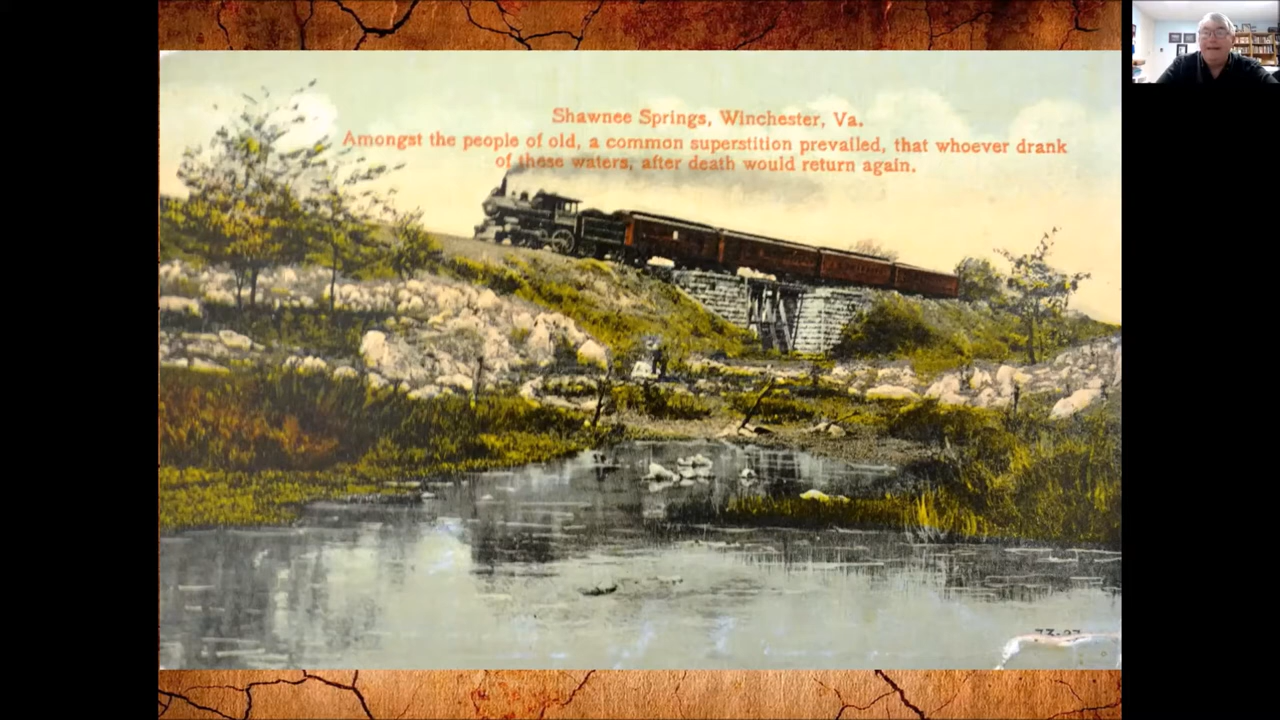 Shawnee Springs, Winchester, Va.
Amongst the people of old, a common superstition prevailed, that whoever drank
of these waters, after death would return again.